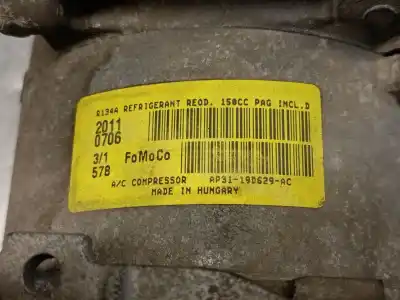 R134A REFRIGERANT REQD. 150CC PAG INCL.D
2011
0706
3/1 FoMoCo
578
A/C COMPRESSOR AP31-19D629-AC
MADE IN HUNGARY